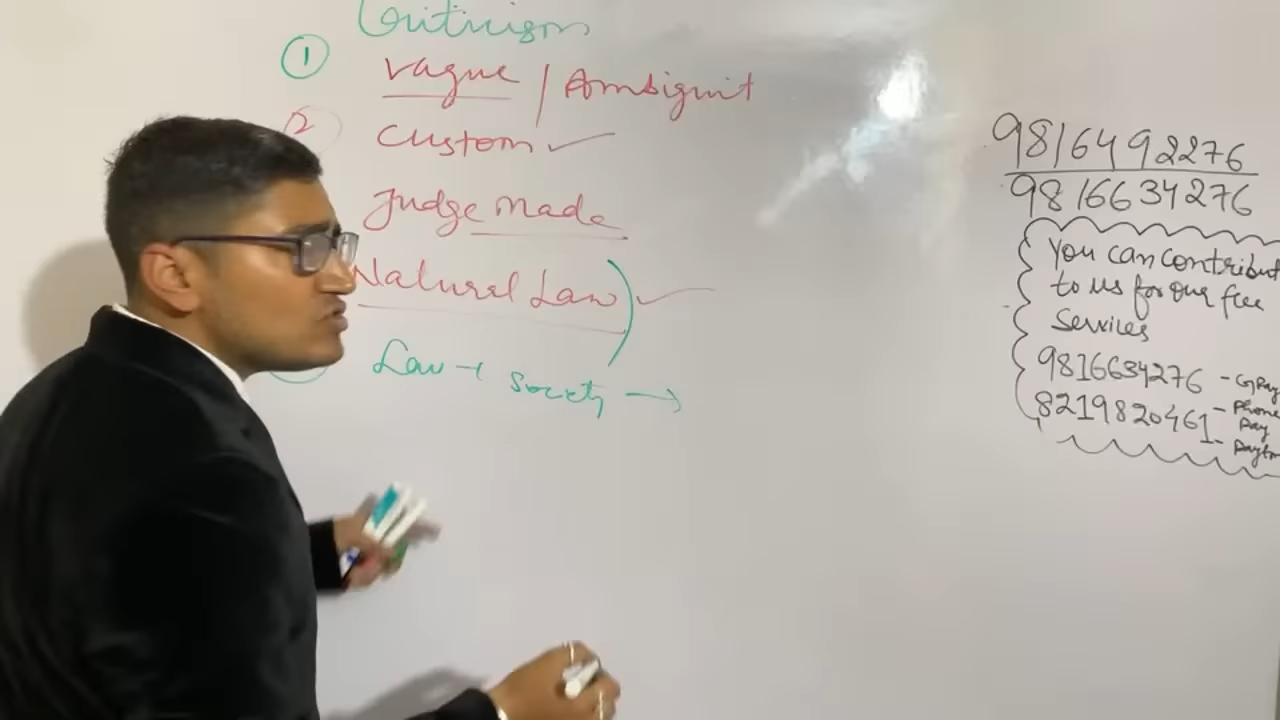 Criticism
① vague / Ambiguit
② Custom ✓
Judge made
Natural Law ✓
Law → Society →
9816492276
9816634276
You can contribut
to us for our free
Services
9816634276 - G Pay
8219820461 - Phone
Pay
- Paytm